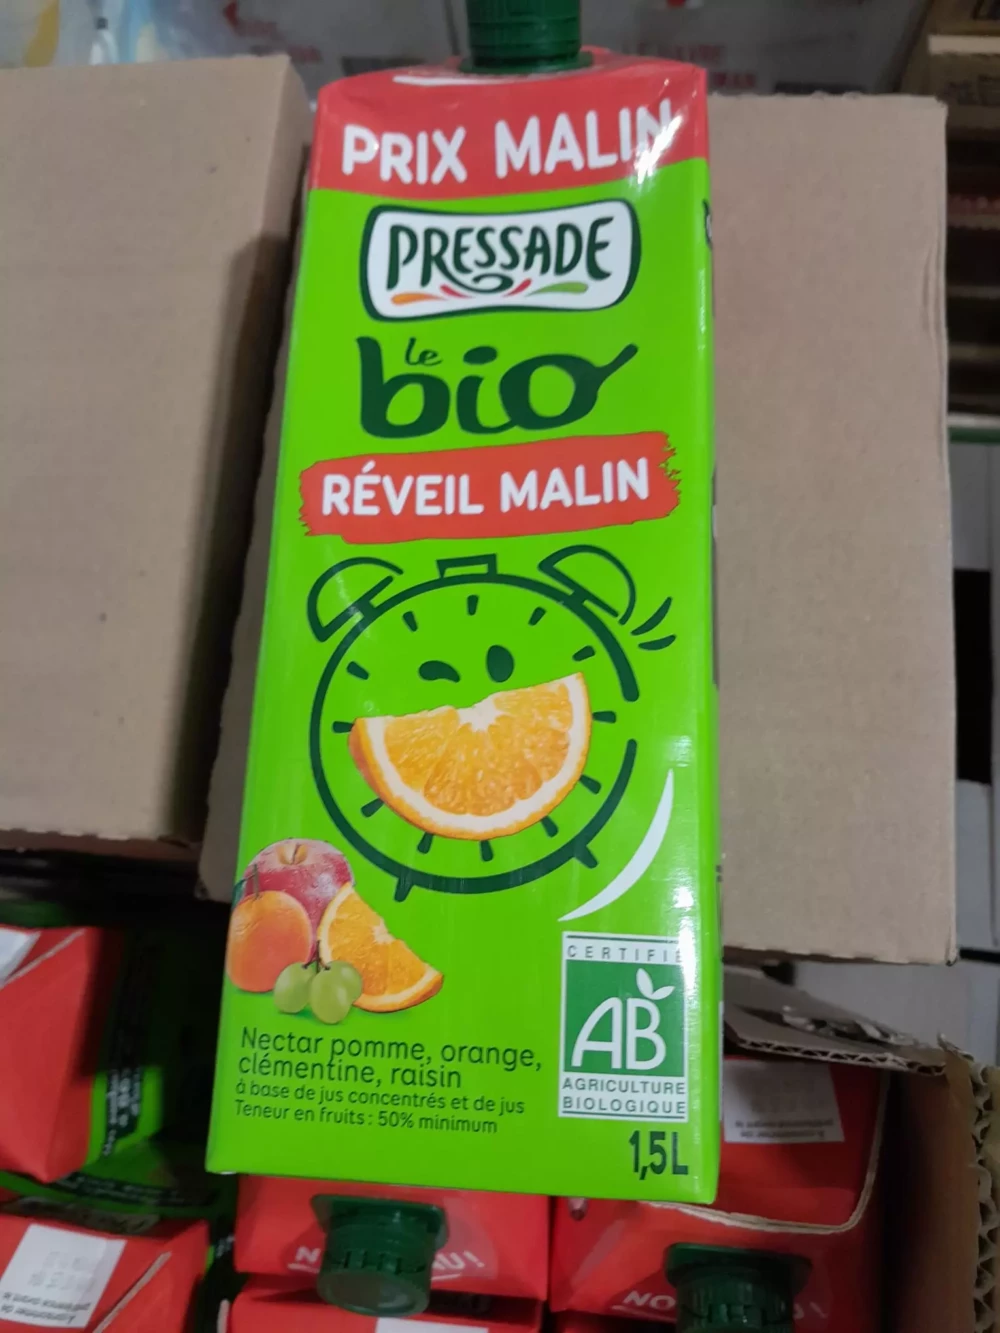 PRIX MALIN
PRESSADE
le
bio
RÉVEIL MALIN
Nectar pomme, orange,
clémentine, raisin
à base de jus concentrés et de jus
Teneur en fruits : 50% minimum
CERTIFIÉ
AB
AGRICULTURE
BIOLOGIQUE
1,5L